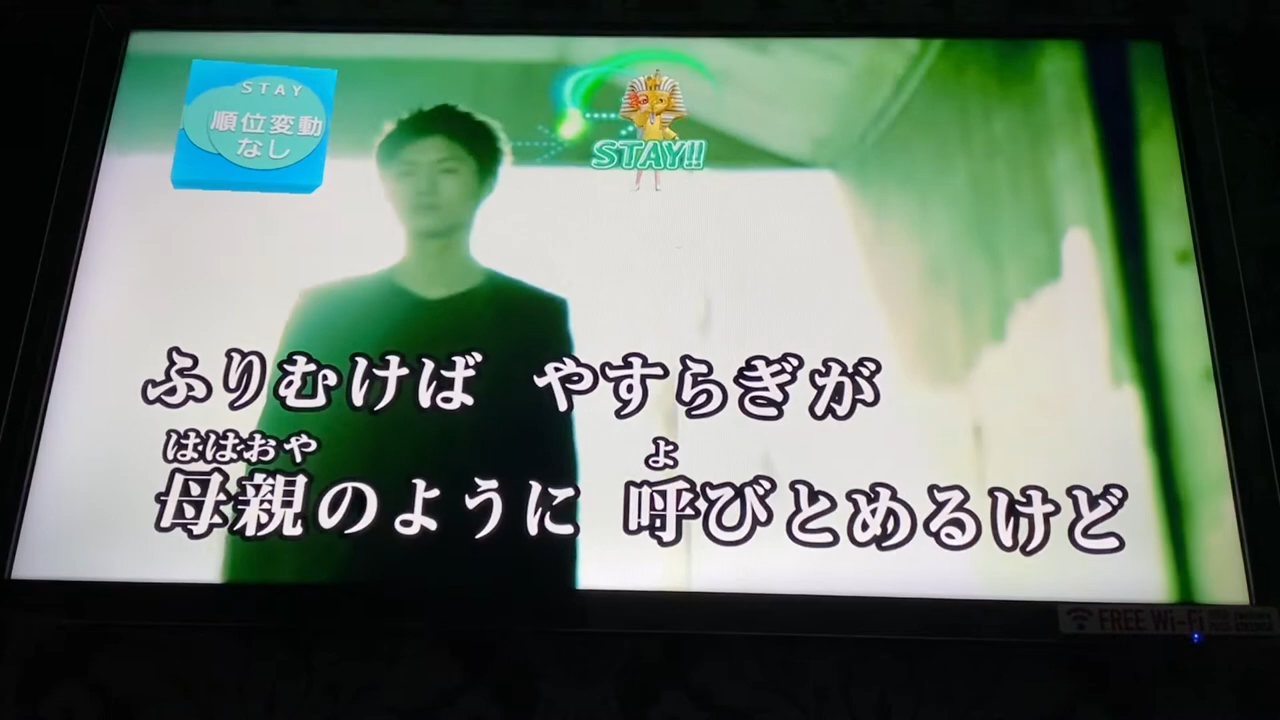 STAY
順位変動
なし
STAY!!
ふりむけば やすらぎが
ははおや
母親のように 呼びとめるけど
よ
FREE Wi-Fi